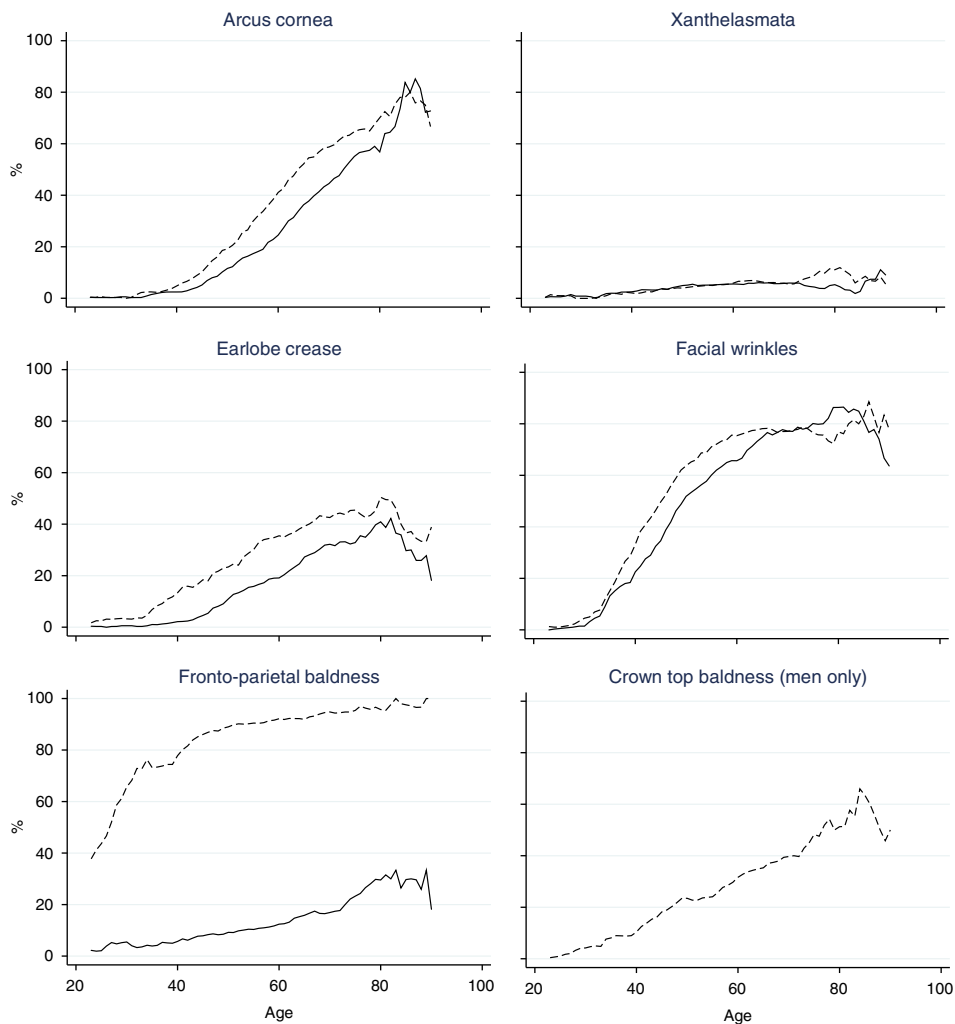 Arcus cornea
Xanthelasmata
100
80
60
40
20
0
%
Earlobe crease
Facial wrinkles
100
80
60
40
20
0
%
Fronto-parietal baldness
Crown top baldness (men only)
100
80
60
40
20
0
%
20 40 60 80 100
Age
20 40 60 80 100
Age